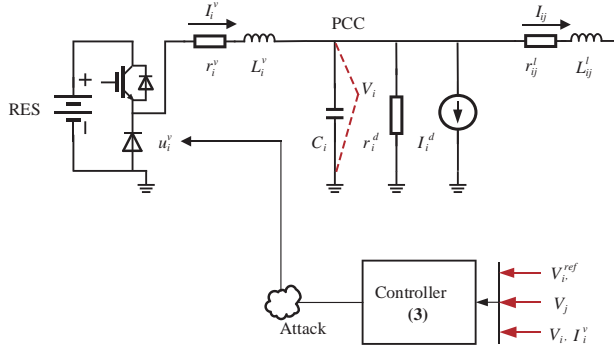 I_i^v
PCC
I_ij
+
r_i^v
L_i^v
V_i
r_ij^l
L_ij^l
RES
C_i
r_i^d
I_i^d
u_i^v
Controller
(3)
Attack
V_i.^ref
V_j
V_i. I_i^v